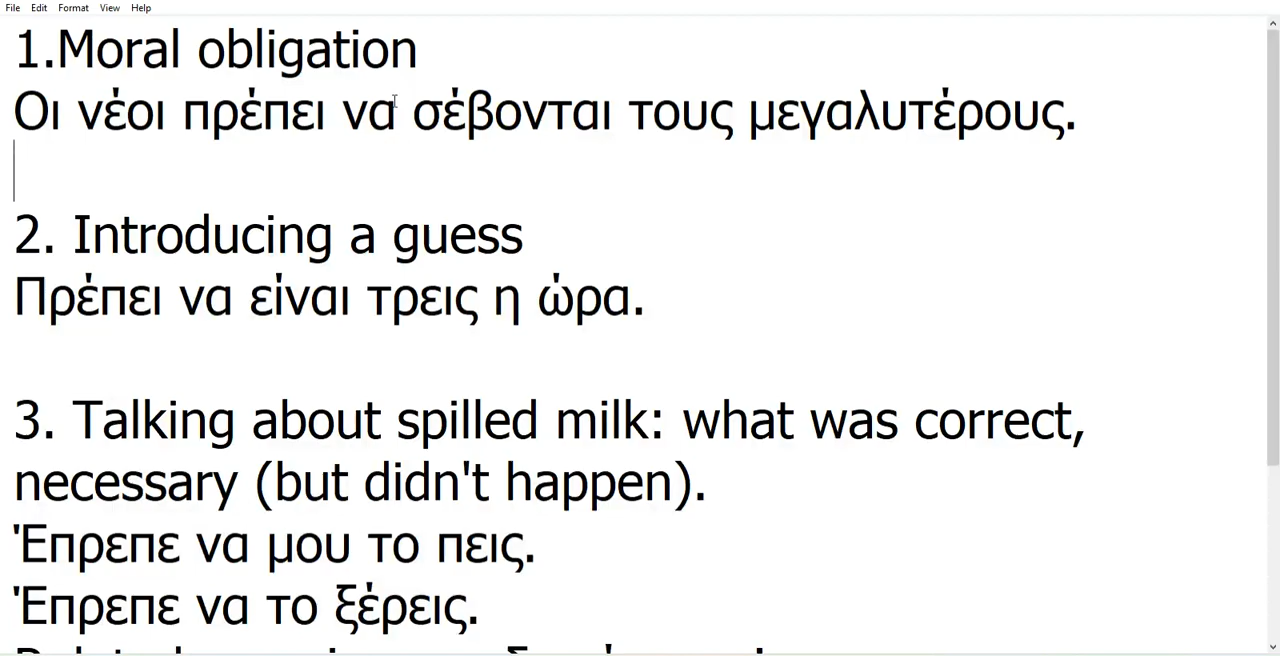 File Edit Format View Help
1.Moral obligation
Οι νέοι πρέπει να σέβονται τους μεγαλυτέρους.
2. Introducing a guess
Πρέπει να είναι τρεις η ώρα.
3. Talking about spilled milk: what was correct,
necessary (but didn't happen).
Έπρεπε να μου το πεις.
Έπρεπε να το ξέρεις.